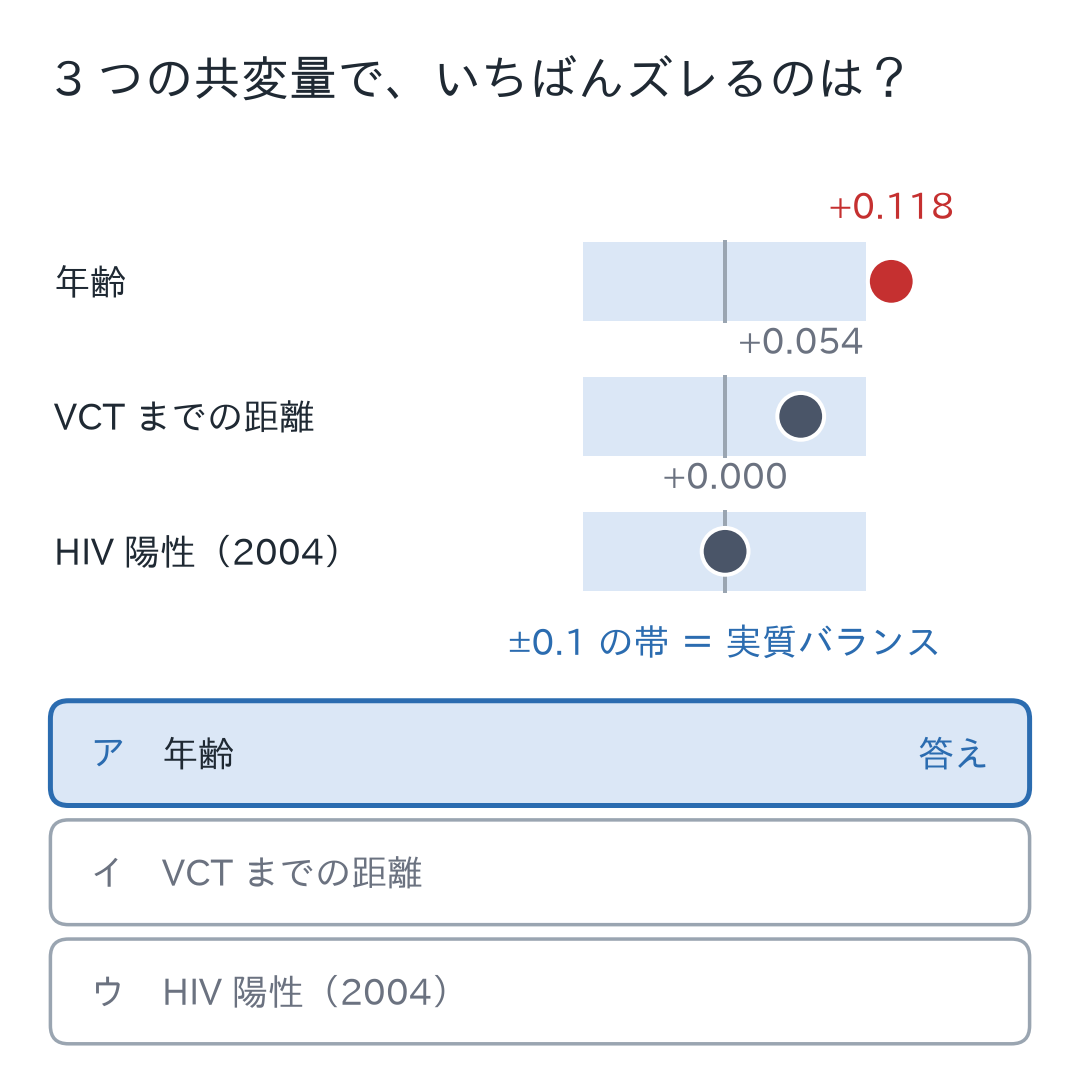 3 つの共変量で、いちばんズレるのは？
+0.118
年齢
+0.054
VCT までの距離
+0.000
HIV 陽性（2004）
±0.1 の帯 ＝ 実質バランス
ア 年齢 答え
イ VCT までの距離
ウ HIV 陽性（2004）